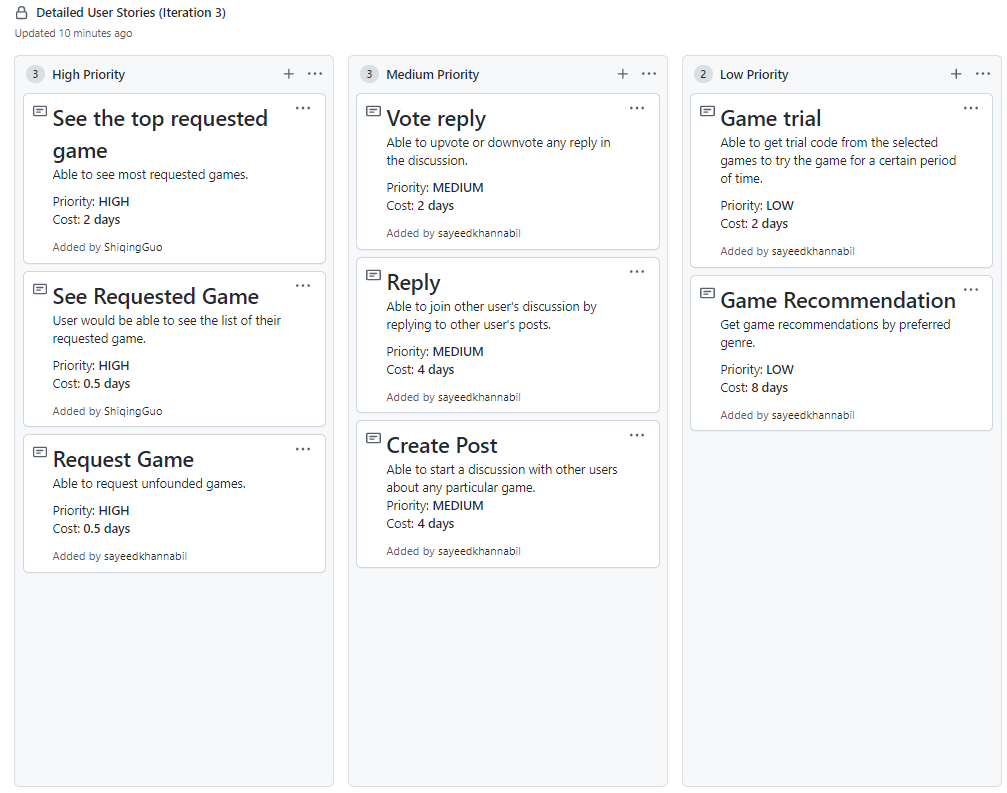 Detailed User Stories (Iteration 3)
Updated 10 minutes ago
3 High Priority
See the top requested
game
Able to see most requested games.
Priority: HIGH
Cost: 2 days
Added by ShiqingGuo
See Requested Game
User would be able to see the list of their
requested game.
Priority: HIGH
Cost: 0.5 days
Added by ShiqingGuo
Request Game
Able to request unfounded games.
Priority: HIGH
Cost: 0.5 days
Added by sayeedkhannabil
3 Medium Priority
Vote reply
Able to upvote or downvote any reply in
the discussion.
Priority: MEDIUM
Cost: 2 days
Added by sayeedkhannabil
Reply
Able to join other user's discussion by
replying to other user's posts.
Priority: MEDIUM
Cost: 4 days
Added by sayeedkhannabil
Create Post
Able to start a discussion with other users
about any particular game.
Priority: MEDIUM
Cost: 4 days
Added by sayeedkhannabil
2 Low Priority
Game trial
Able to get trial code from the selected
games to try the game for a certain period
of time.
Priority: LOW
Cost: 2 days
Added by sayeedkhannabil
Game Recommendation
Get game recommendations by preferred
genre.
Priority: LOW
Cost: 8 days
Added by sayeedkhannabil